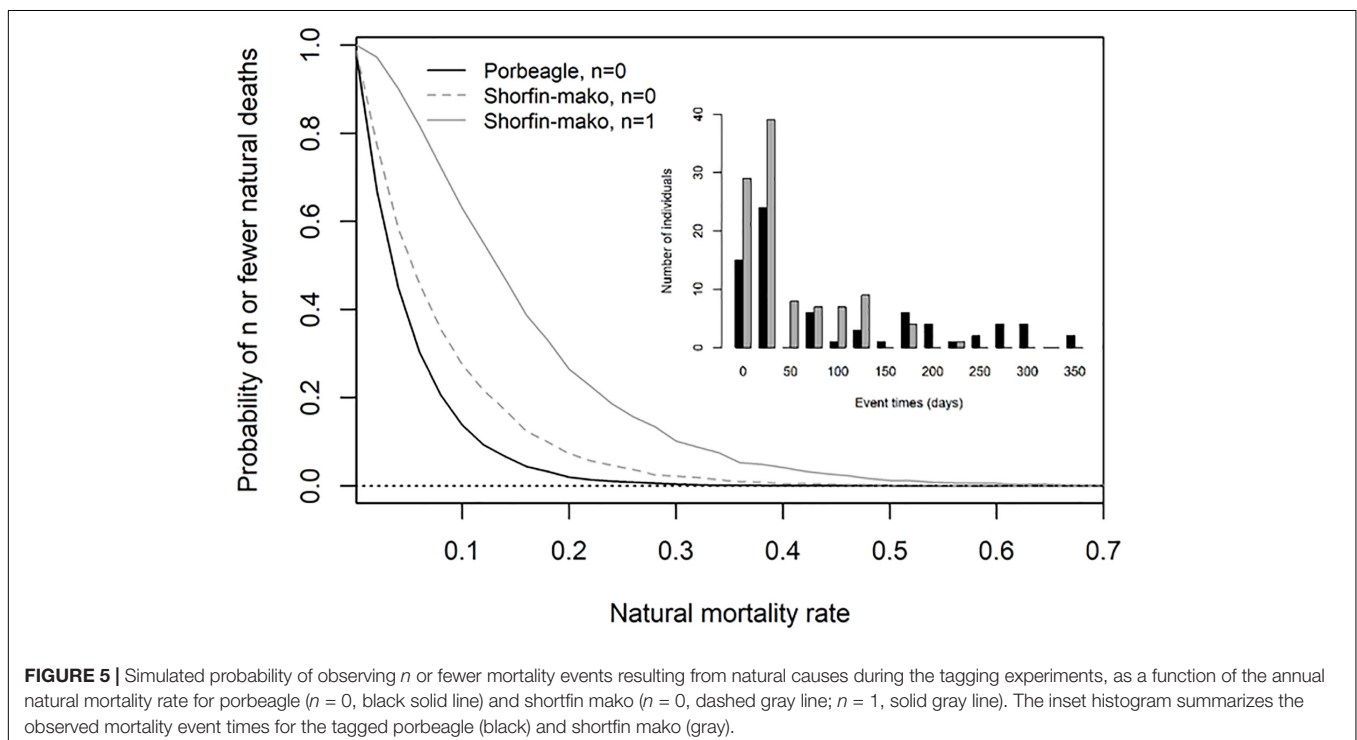 Probability of n or fewer natural deaths
1.0
0.8
0.6
0.4
0.2
0.0
Porbeagle, n=0
Shorfin-mako, n=0
Shorfin-mako, n=1
Number of individuals
40
30
20
10
0
0 50 100 150 200 250 300 350
Event times (days)
0.1 0.2 0.3 0.4 0.5 0.6 0.7
Natural mortality rate
FIGURE 5 | Simulated probability of observing n or fewer mortality events resulting from natural causes during the tagging experiments, as a function of the annual
natural mortality rate for porbeagle (n = 0, black solid line) and shortfin mako (n = 0, dashed gray line; n = 1, solid gray line). The inset histogram summarizes the
observed mortality event times for the tagged porbeagle (black) and shortfin mako (gray).